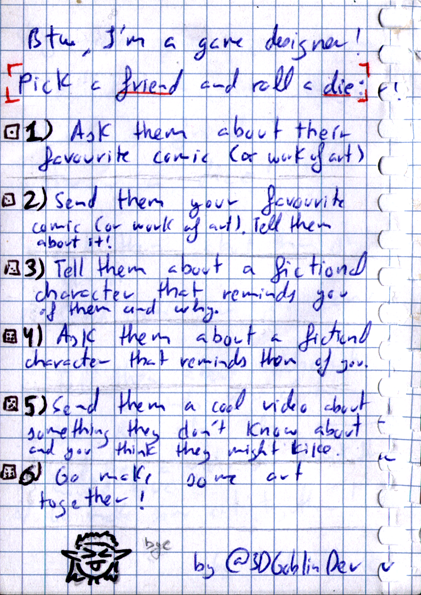 Btw, I'm a game designer!
Pick a friend and roll a die:
1) Ask them about their
favourite comic (or work of art)
2) Send them your favourite
comic (or work of art). Tell them
about it!
3) Tell them about a fictional
character that reminds you
of them and why.
4) Ask them about a fictional
character that reminds them of you.
5) Send them a cool video about
something they don't know about
and you think they might like.
6) Go make some art
together!
bye
by @3DGoblinDev